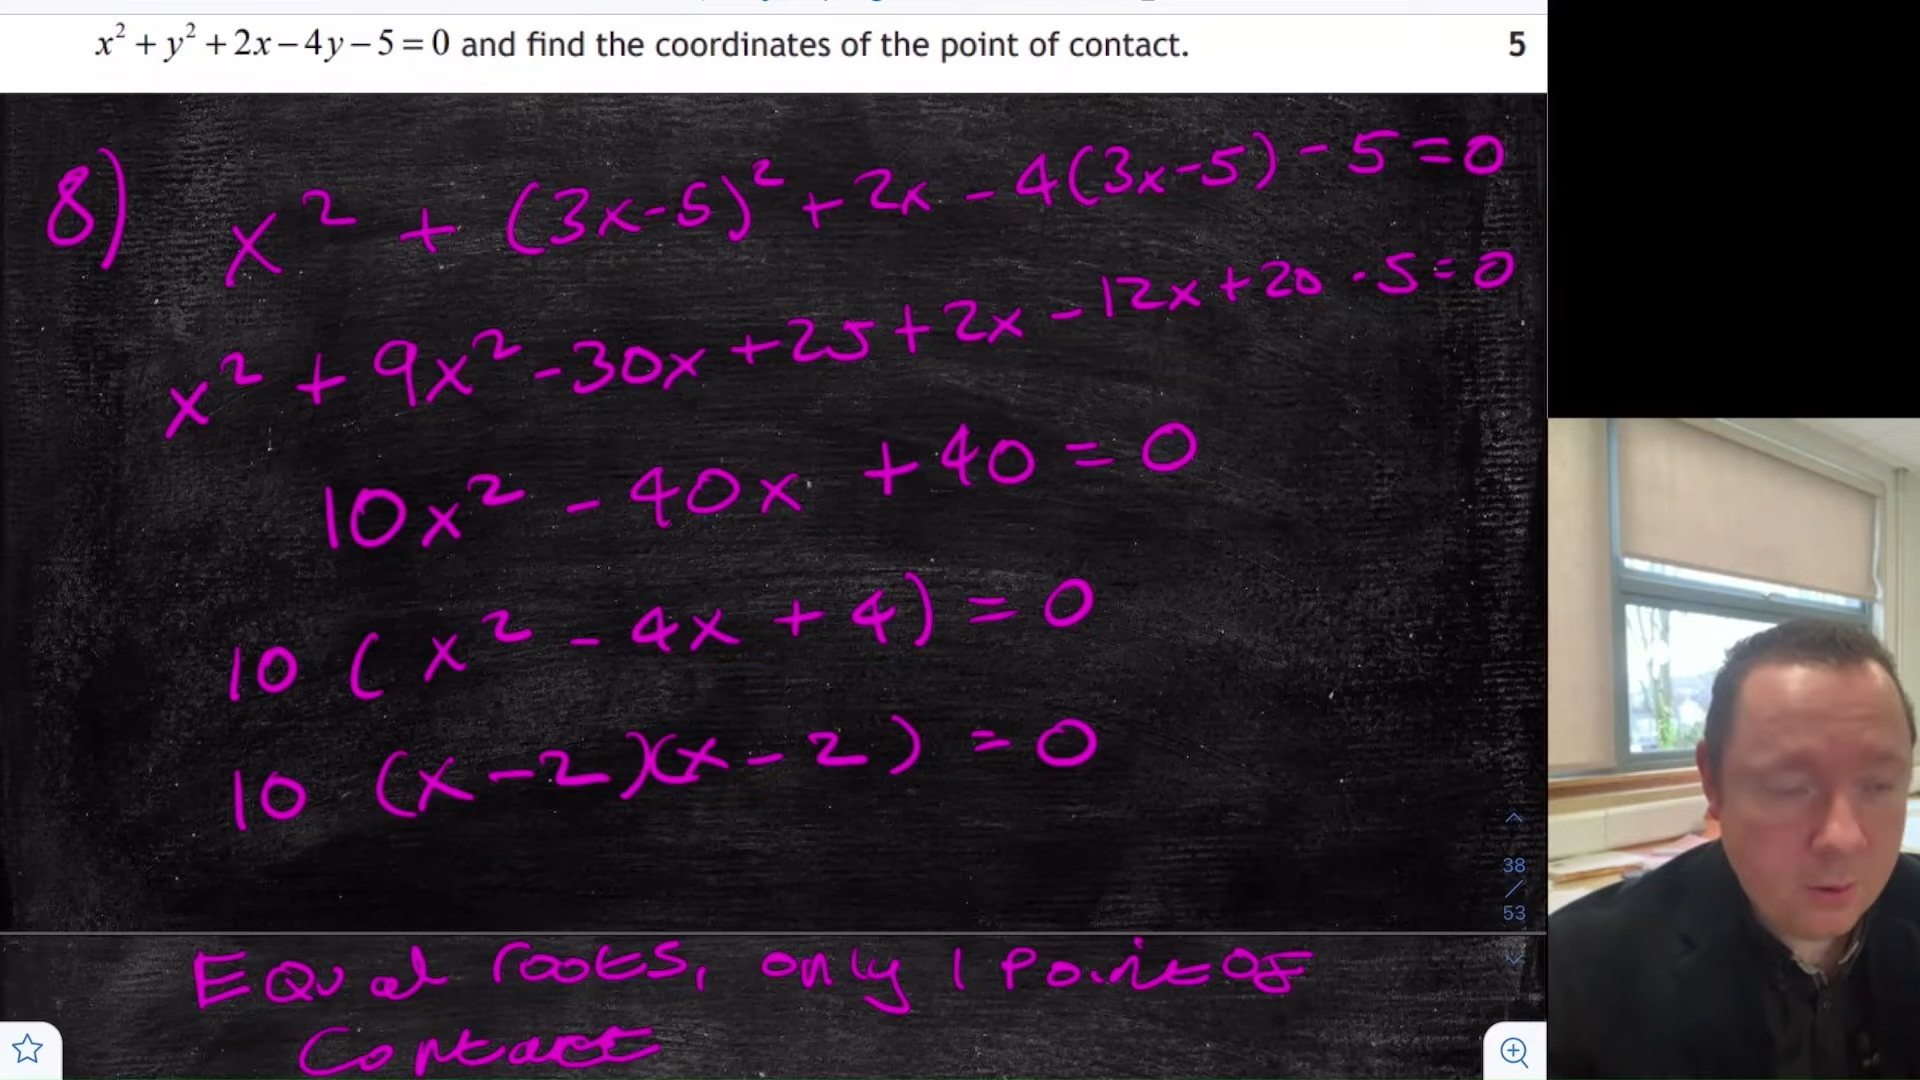 x² + y² + 2x − 4y − 5 = 0 and find the coordinates of the point of contact. 5
8) x² + (3x-5)² + 2x - 4(3x-5) - 5 = 0
x² + 9x² - 30x + 25 + 2x - 12x + 20 - 5 = 0
10x² - 40x + 40 = 0
10 (x² - 4x + 4) = 0
10 (x - 2)(x - 2) = 0
38
/
53
Equal roots, only 1 Point Of
Contact